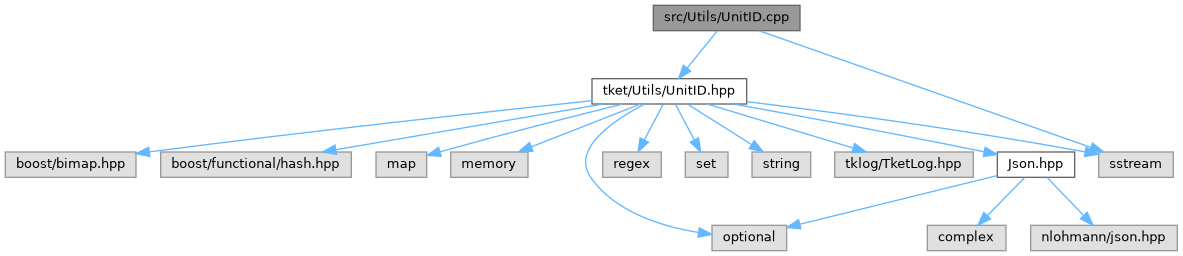 src/Utils/UnitID.cpp
tket/Utils/UnitID.hpp
boost/bimap.hpp
boost/functional/hash.hpp
map
memory
regex
set
string
tklog/TketLog.hpp
Json.hpp
sstream
optional
complex
nlohmann/json.hpp